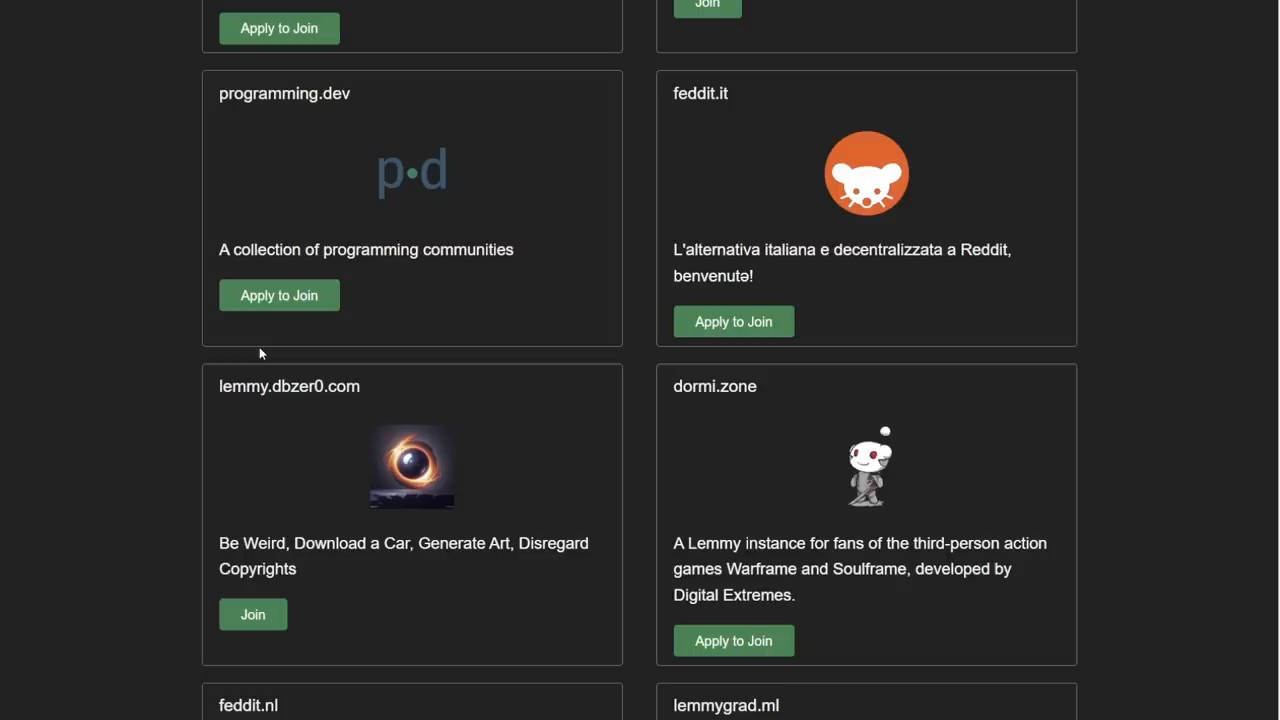 Apply to Join
Join
programming.dev
p·d
A collection of programming communities
Apply to Join
feddit.it
L'alternativa italiana e decentralizzata a Reddit,
benvenutə!
Apply to Join
lemmy.dbzer0.com
Be Weird, Download a Car, Generate Art, Disregard
Copyrights
Join
dormi.zone
A Lemmy instance for fans of the third-person action
games Warframe and Soulframe, developed by
Digital Extremes.
Apply to Join
feddit.nl
lemmygrad.ml